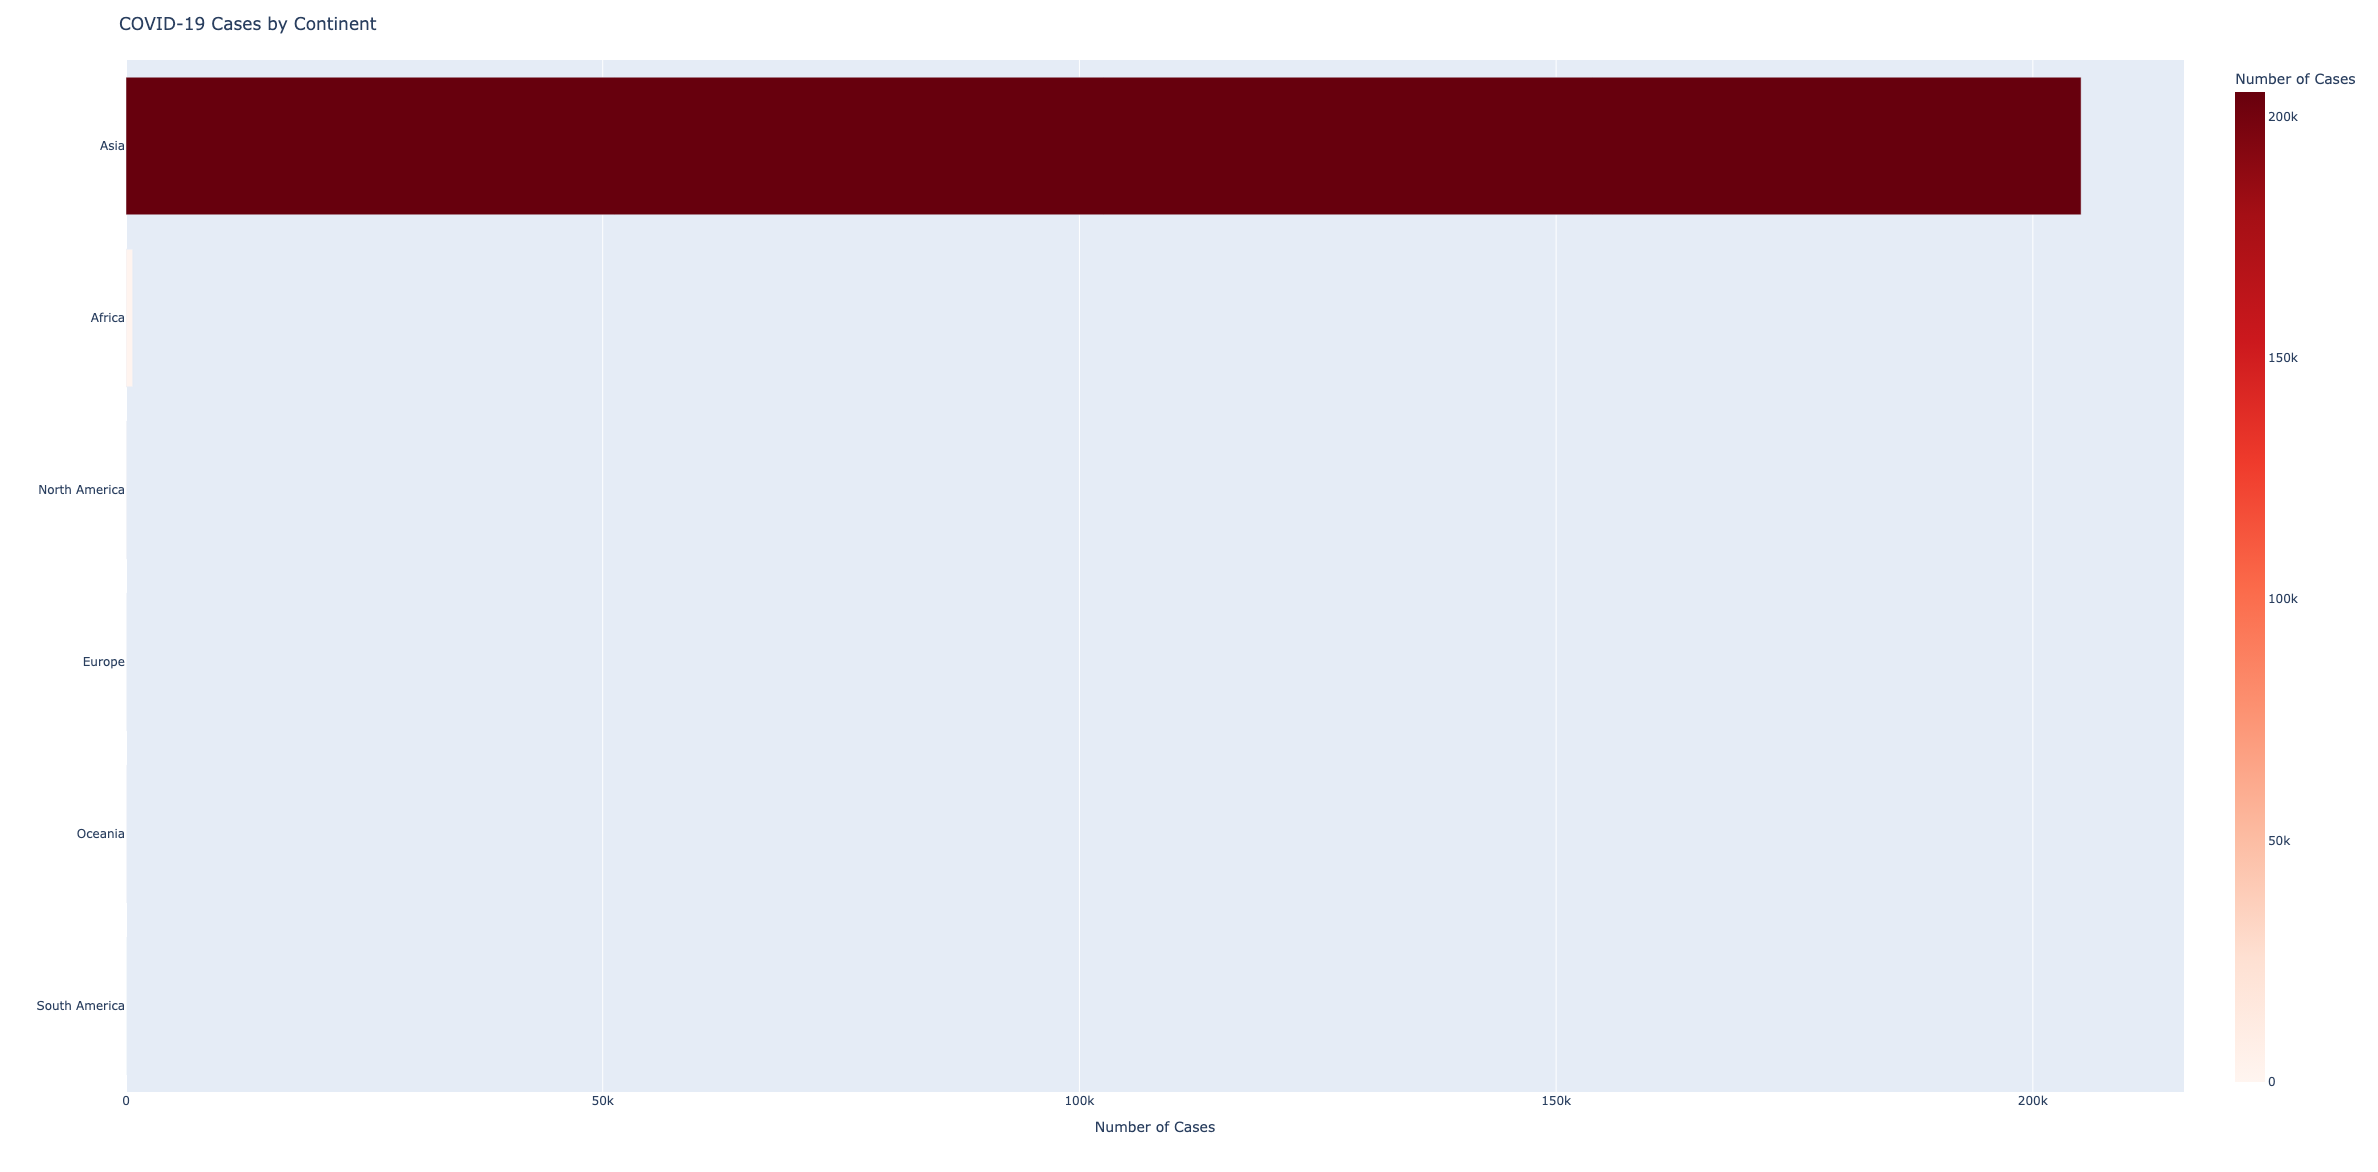 COVID-19 Cases by Continent
Asia
Africa
North America
Europe
Oceania
South America
0
50k
100k
150k
200k
Number of Cases
Number of Cases
200k
150k
100k
50k
0